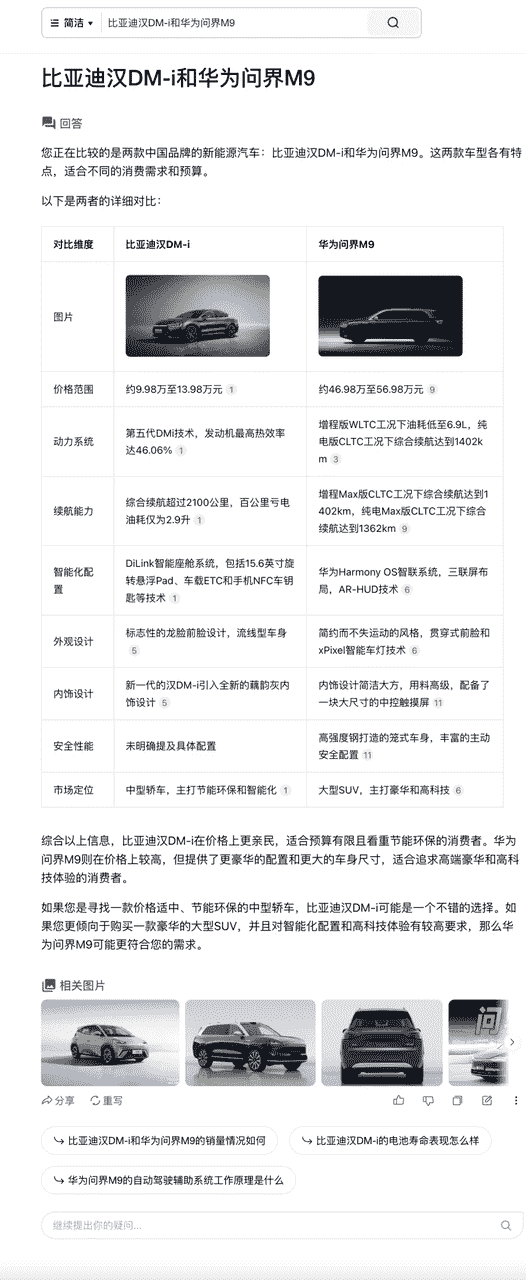 简洁 比亚迪汉DM-i和华为问界M9
比亚迪汉DM-i和华为问界M9
回答
您正在比较的是两款中国品牌的新能源汽车：比亚迪汉DM-i和华为问界M9。这两款车型各有特
点，适合不同的消费需求和预算。
以下是两者的详细对比：
对比维度 比亚迪汉DM-i 华为问界M9
图片
价格范围 约9.98万至13.98万元 1 约46.98万至56.98万元 9
动力系统
第五代DMi技术，发动机最高热效率
达46.06% 1
增程版WLTC工况下油耗低至6.9L，纯
电版CLTC工况下综合续航达到1402k
m 3
续航能力
综合续航超过2100公里，百公里亏电
油耗仅为2.9升 1
增程Max版CLTC工况下综合续航达到1
402km，纯电Max版CLTC工况下综合
续航达到1362km 9
智能化配
置
DiLink智能座舱系统，包括15.6英寸旋
转悬浮Pad、车载ETC和手机NFC车钥
匙等技术 1
华为Harmony OS智联系统，三联屏布
局，AR-HUD技术 6
外观设计
标志性的龙脸前脸设计，流线型车身
5
简约而不失运动的风格，贯穿式前脸和
xPixel智能车灯技术 6
内饰设计
新一代的汉DM-i引入全新的藕韵灰内
饰设计 5
内饰设计简洁大方，用料高级，配备了
一块大尺寸的中控触摸屏 11
安全性能
未明确提及具体配置
高强度钢打造的笼式车身，丰富的主动
安全配置 11
市场定位 中型轿车，主打节能环保和智能化 1 大型SUV，主打豪华和高科技 6
综合以上信息，比亚迪汉DM-i在价格上更亲民，适合预算有限且看重节能环保的消费者。华为
问界M9则在价格上较高，但提供了更豪华的配置和更大的车身尺寸，适合追求高端豪华和高科
技体验的消费者。
如果您是寻找一款价格适中、节能环保的中型轿车，比亚迪汉DM-i可能是一个不错的选择。如
果您更倾向于购买一款豪华的大型SUV，并且对智能化配置和高科技体验有较高要求，那么华
为问界M9可能更符合您的需求。
相关图片
问
分享 重写
比亚迪汉DM-i和华为问界M9的销量情况如何 比亚迪汉DM-i的电池寿命表现怎么样
华为问界M9的自动驾驶辅助系统工作原理是什么
继续提出你的疑问...